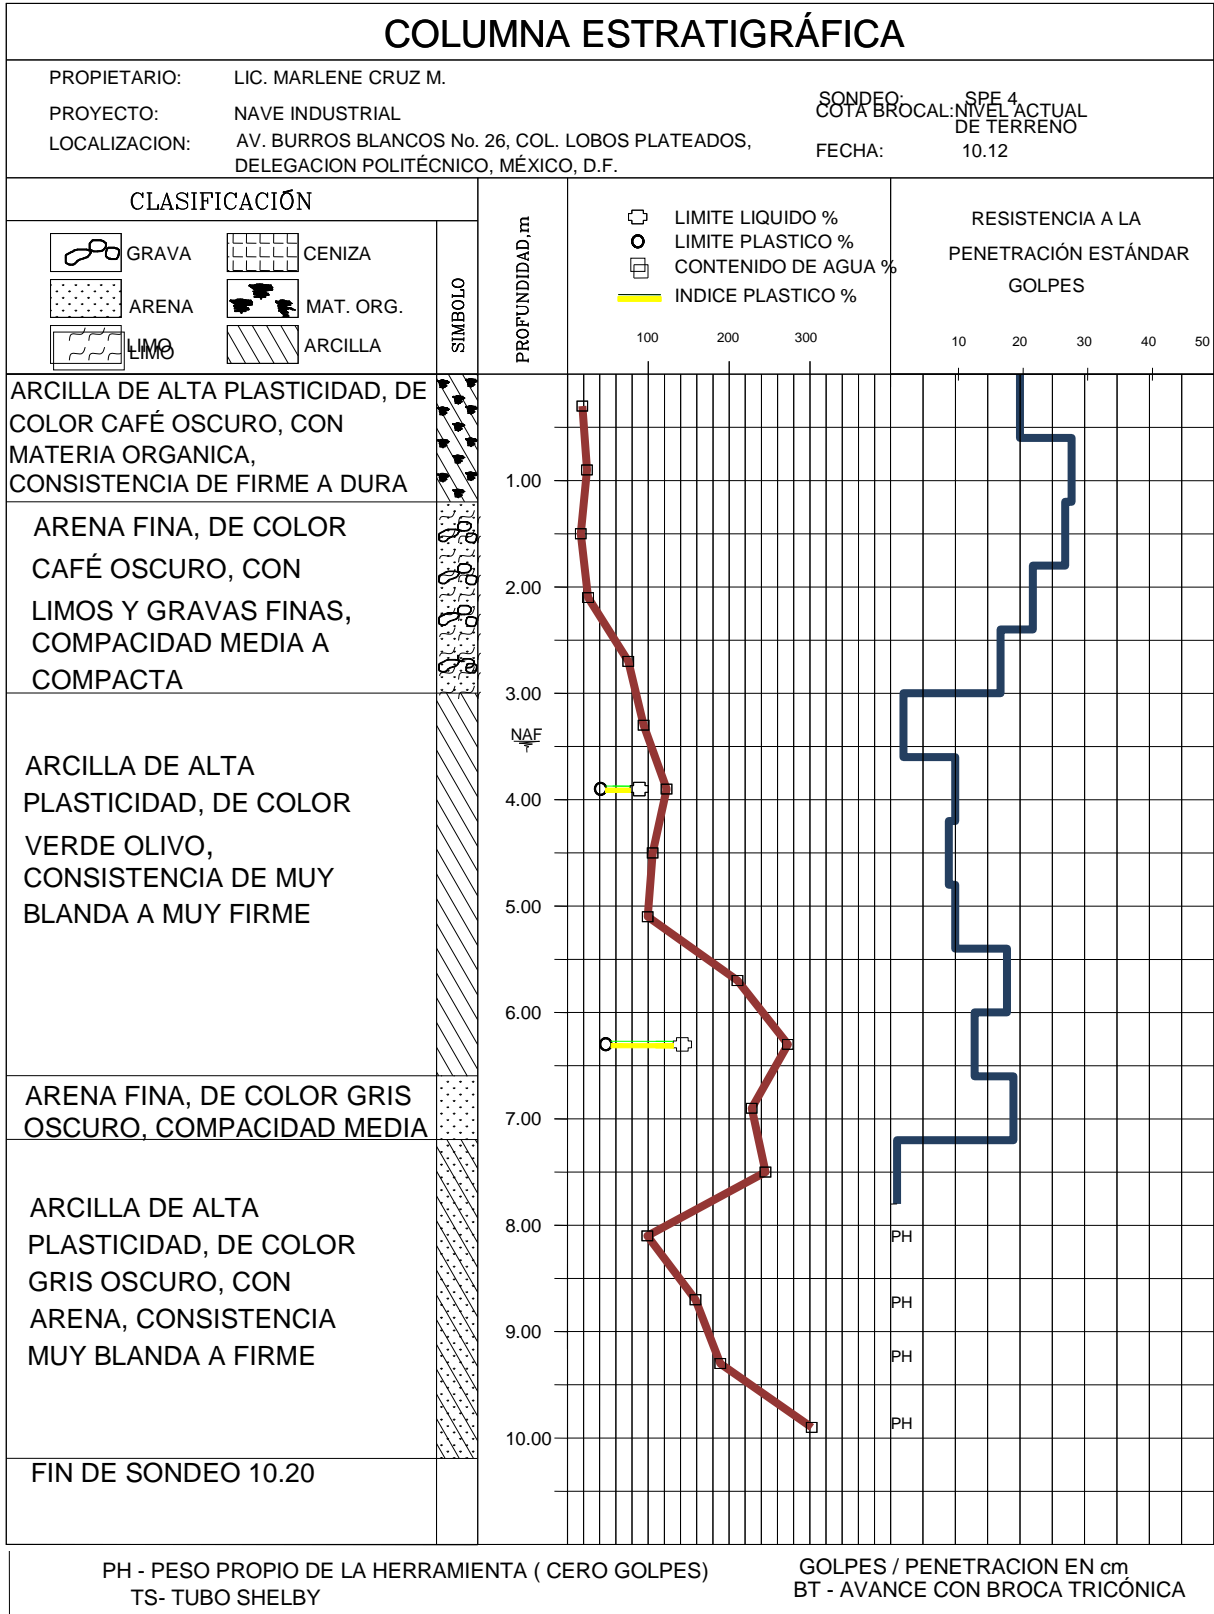 COLUMNA ESTRATIGRÁFICA
PROPIETARIO: LIC. MARLENE CRUZ M.
PROYECTO: NAVE INDUSTRIAL
LOCALIZACION: AV. BURROS BLANCOS No. 26, COL. LOBOS PLATEADOS,
DELEGACION POLITÉCNICO, MÉXICO, D.F.
SONDEO: SPE 4
COTA BROCAL: NIVEL ACTUAL
DE TERRENO
FECHA: 10.12
CLASIFICACIÓN
GRAVA CENIZA
ARENA MAT. ORG.
LIMO ARCILLA
LIMO
SIMBOLO
PROFUNDIDAD,m
LIMITE LIQUIDO %
LIMITE PLASTICO %
CONTENIDO DE AGUA %
INDICE PLASTICO %
100 200 300
RESISTENCIA A LA
PENETRACIÓN ESTÁNDAR
GOLPES
10 20 30 40 50
ARCILLA DE ALTA PLASTICIDAD, DE
COLOR CAFÉ OSCURO, CON
MATERIA ORGANICA,
CONSISTENCIA DE FIRME A DURA
1.00
ARENA FINA, DE COLOR
CAFÉ OSCURO, CON
LIMOS Y GRAVAS FINAS,
COMPACIDAD MEDIA A
COMPACTA
2.00
3.00
NAF
ARCILLA DE ALTA
PLASTICIDAD, DE COLOR
VERDE OLIVO,
CONSISTENCIA DE MUY
BLANDA A MUY FIRME
4.00
5.00
6.00
ARENA FINA, DE COLOR GRIS
OSCURO, COMPACIDAD MEDIA
7.00
ARCILLA DE ALTA
PLASTICIDAD, DE COLOR
GRIS OSCURO, CON
ARENA, CONSISTENCIA
MUY BLANDA A FIRME
8.00
PH
PH
9.00
PH
PH
10.00
FIN DE SONDEO 10.20
PH - PESO PROPIO DE LA HERRAMIENTA ( CERO GOLPES)
TS- TUBO SHELBY
GOLPES / PENETRACION EN cm
BT - AVANCE CON BROCA TRICÓNICA